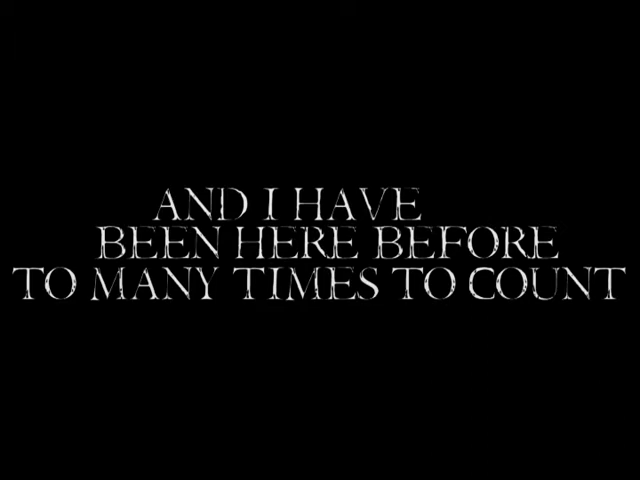 AND I HAVE
BEEN HERE BEFORE
TO MANY TIMES TO COUNT